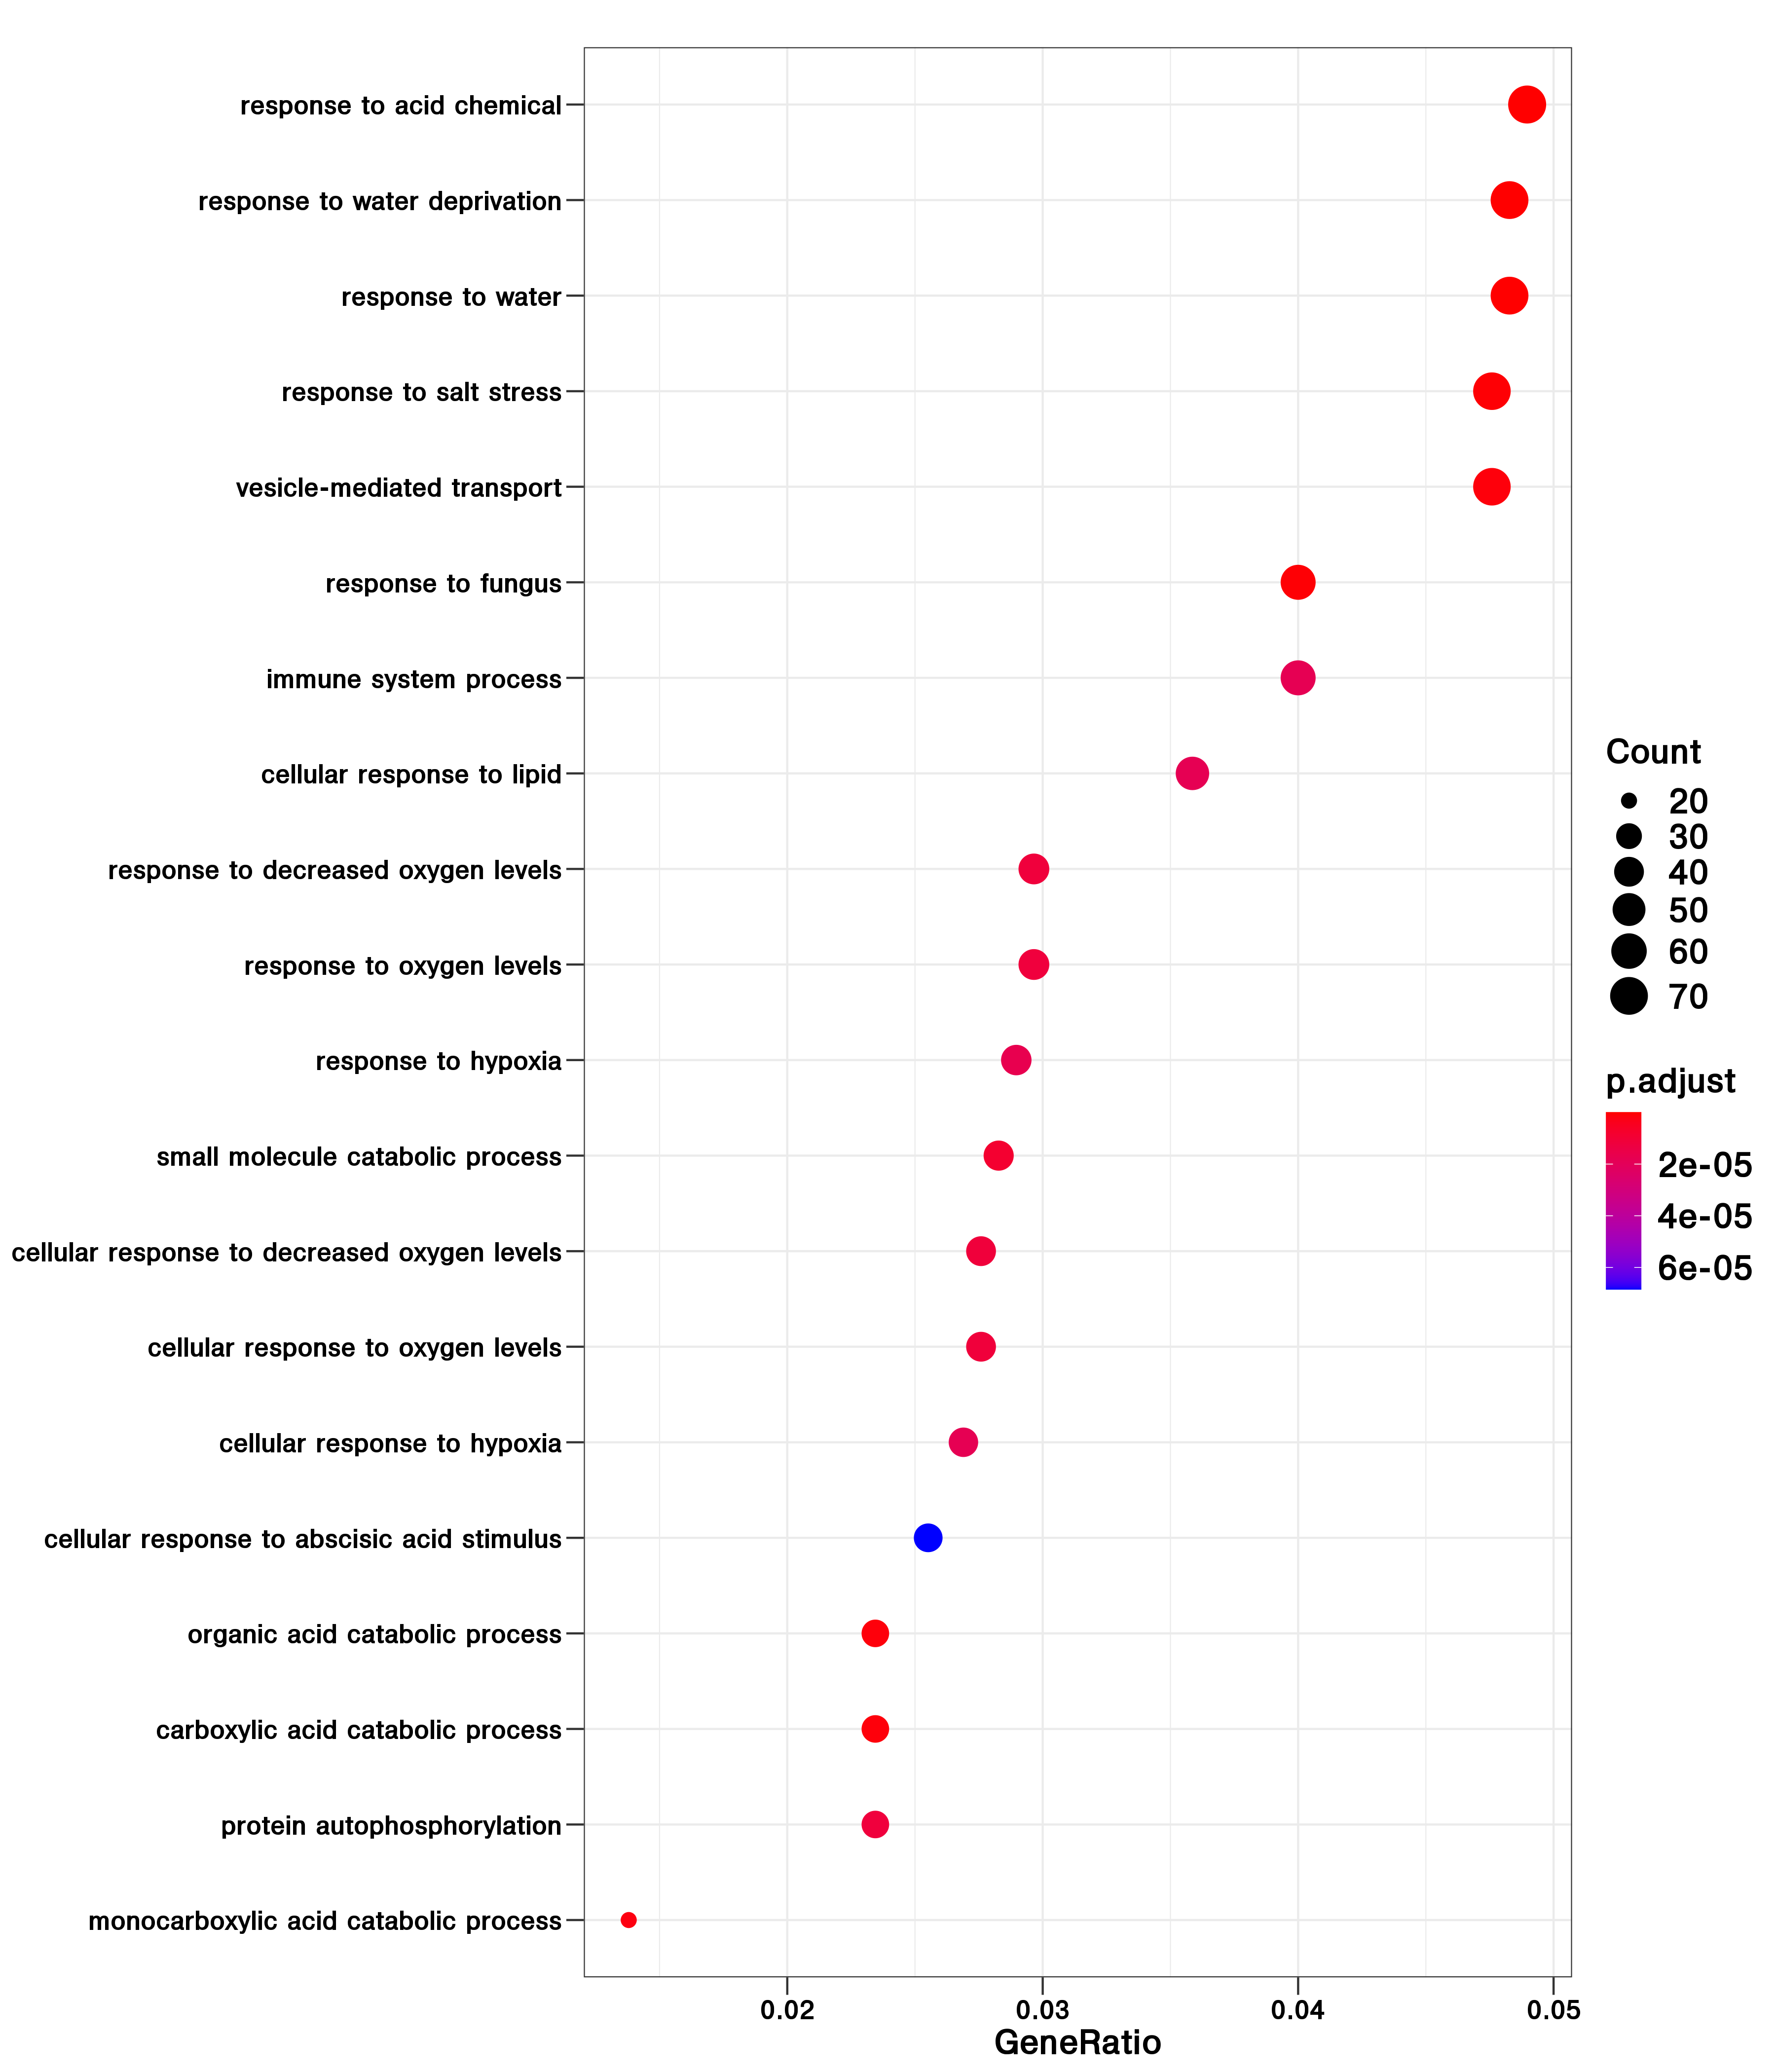 response to acid chemical
response to water deprivation
response to water
response to salt stress
vesicle-mediated transport
response to fungus
immune system process
cellular response to lipid
response to decreased oxygen levels
response to oxygen levels
response to hypoxia
small molecule catabolic process
cellular response to decreased oxygen levels
cellular response to oxygen levels
cellular response to hypoxia
cellular response to abscisic acid stimulus
organic acid catabolic process
carboxylic acid catabolic process
protein autophosphorylation
monocarboxylic acid catabolic process
0.02 0.03 0.04 0.05
GeneRatio
Count
20
30
40
50
60
70
p.adjust
2e-05
4e-05
6e-05